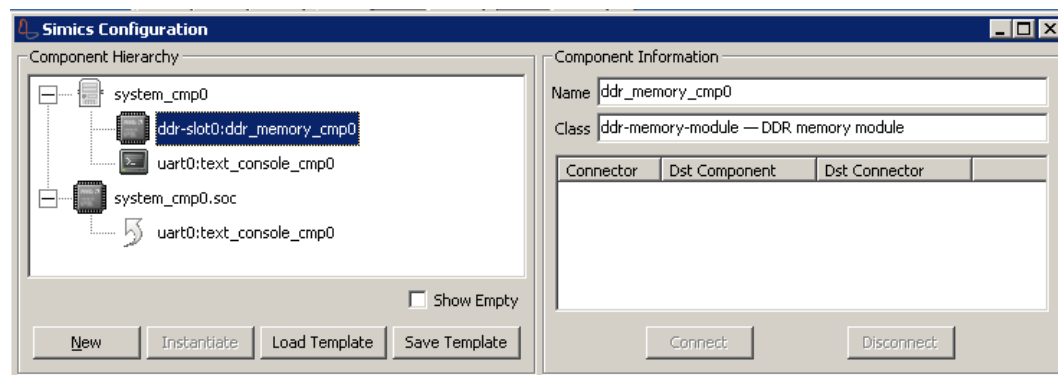 Simics Configuration
Component Hierarchy
system_cmp0
ddr-slot0:ddr_memory_cmp0
uart0:text_console_cmp0
system_cmp0.soc
uart0:text_console_cmp0
Show Empty
New Instantiate Load Template Save Template
Component Information
Name ddr_memory_cmp0
Class ddr-memory-module — DDR memory module
Connector Dst Component Dst Connector
Connect Disconnect